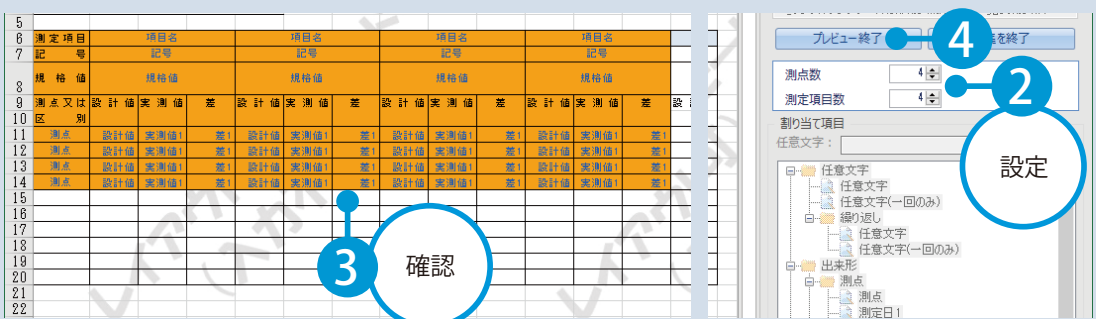 5
6 測定項目 項目名 項目名 項目名 項目名
7 記号 記号 記号 記号 記号
8 規格値 規格値 規格値 規格値 規格値
9 測点又は 設計値 実測値 差 設計値 実測値 差 設計値 実測値 差 設計値 実測値 差 設
10 区別
11 測点 設計値 実測値1 差1 設計値 実測値1 差1 設計値 実測値1 差1 設計値 実測値1 差1
12 測点 設計値 実測値1 差1 設計値 実測値1 差1 設計値 実測値1 差1 設計値 実測値1 差1
13 測点 設計値 実測値1 差1 設計値 実測値1 差1 設計値 実測値1 差1 設計値 実測値1 差1
14 測点 設計値 実測値1 差1 設計値 実測値1 差1 設計値 実測値1 差1 設計値 実測値1 差1
15
16
17
18
19
20
21
22
3 確認
プレビュー終了
4
を終了
測点数 4
測定項目数 4
2
設定
割り当て項目
任意文字:
任意文字
任意文字
任意文字(一回のみ)
繰り返し
任意文字
任意文字(一回のみ)
出来形
測点
測点
測定日1